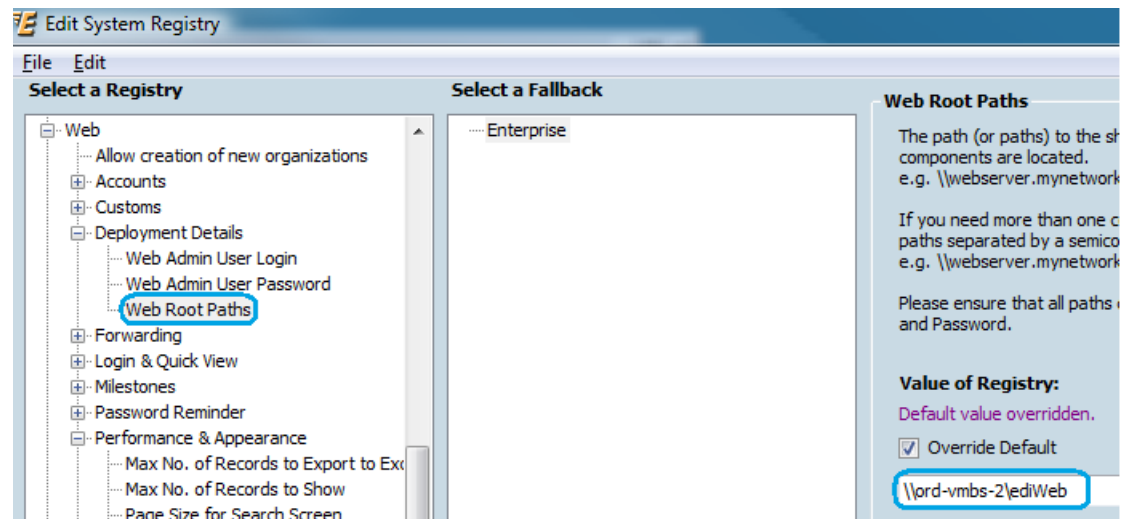 Edit System Registry
File Edit
Select a Registry
Web
Allow creation of new organizations
Accounts
Customs
Deployment Details
Web Admin User Login
Web Admin User Password
Web Root Paths
Forwarding
Login & Quick View
Milestones
Password Reminder
Performance & Appearance
Max No. of Records to Export to
Max No. of Records to Show
Page Size for Search Screen
Select a Fallback
Enterprise
Web Root Paths
The path (or paths) to the
components are located.
e.g. \\webserver.mynetwork
If you need more than one
paths separated by a
e.g. \\webserver.mynetwork
Please ensure that all paths
and Password.
Value of Registry:
Default value overridden.
Override Default
\\ord-vmbs-2\ediWeb